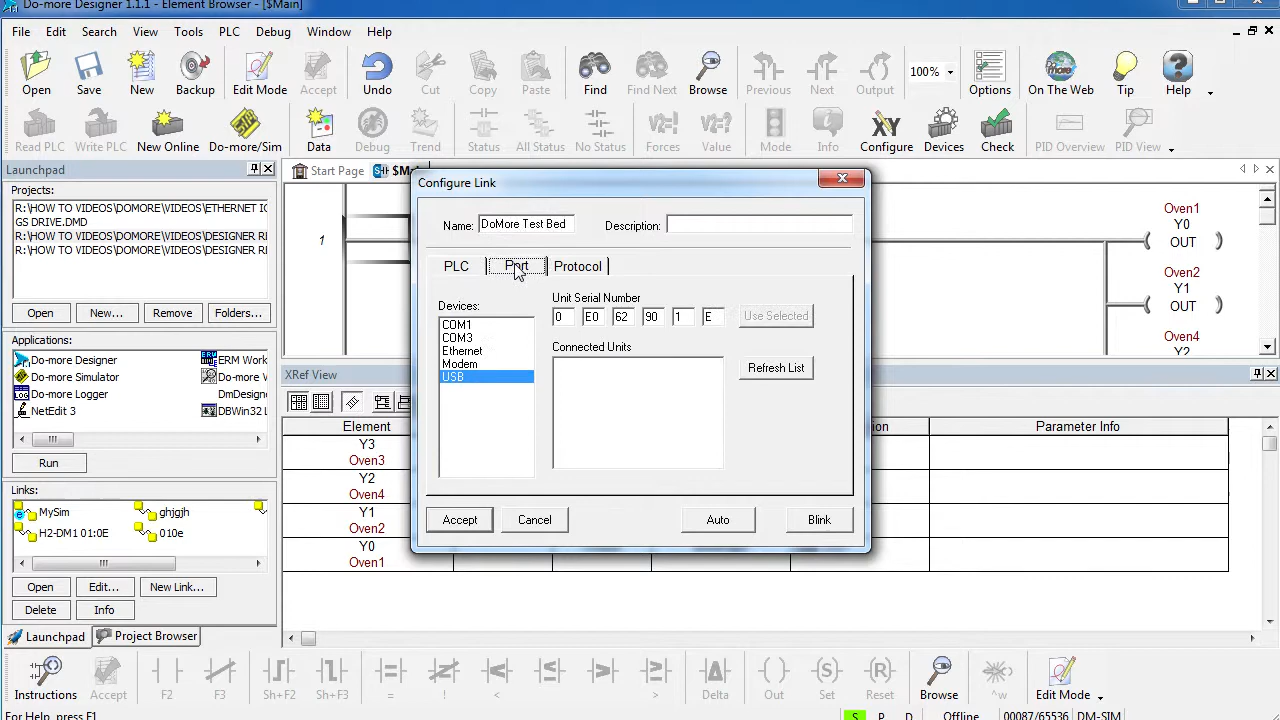 Do-more Designer 1.1.1 - Element Browser - [$Main]
File Edit Search View Tools PLC Debug Window Help
Open Save New Backup Edit Mode Accept Undo Cut Copy Paste Find Find Next Browse Previous Next Output 100% Options On The Web Tip Help
Read PLC Write PLC New Online Do-more/Sim Data Debug Trend Status All Status No Status Forces Value Mode Info Configure Devices Check PID Overview PID View
Launchpad
Start Page
Projects:
R:\HOW TO VIDEOS\DOMORE\VIDEOS\ETHERNET IO
GS DRIVE.DMD
R:\HOW TO VIDEOS\DOMORE\VIDEOS\DESIGNER RE
R:\HOW TO VIDEOS\DOMORE\VIDEOS\DESIGNER RE
Open New... Remove Folders...
Applications:
Do-more Designer ERM Work
Do-more Simulator Do-more
Do-more Logger DmDesigner
NetEdit 3 DBWin32 L
Run
Links:
MySim ghjgjh
H2-DM1 01:0E 010e
Open Edit... New Link...
Delete Info
Launchpad Project Browser
1
Oven1
Y0
OUT
Oven2
Y1
OUT
Oven4
Y2
Configure Link
Name: DoMore Test Bed Description:
PLC Port Protocol
Devices:
COM1
COM3
Ethernet
Modem
USB
Unit Serial Number
0 E0 62 90 1 E Use Selected
Connected Units
Refresh List
Accept Cancel Auto Blink
XRef View
Element Parameter Info
Y3
Oven3
Y2
Oven4
Y1
Oven2
Y0
Oven1
Instructions Accept F2 F3 Sh+F2 Sh+F3 = ! < > Delta Out Set Reset Browse ^w Edit Mode
For Help, press F1 S P D Offline 00087/65536 DM-SIM